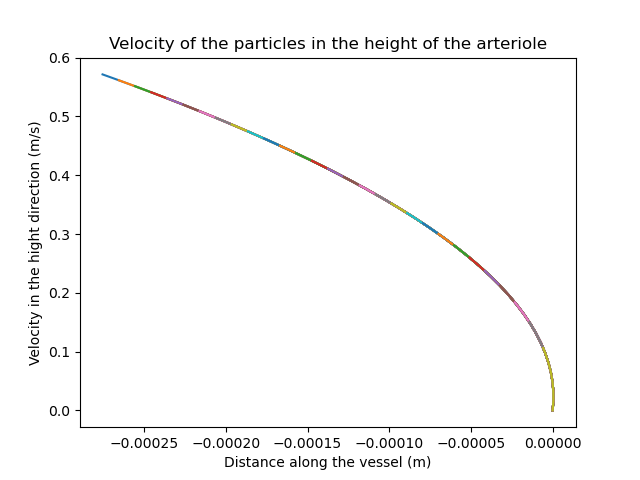 Velocity of the particles in the height of the arteriole
Velocity in the hight direction (m/s)
0.6
0.5
0.4
0.3
0.2
0.1
0.0
−0.00025 −0.00020 −0.00015 −0.00010 −0.00005 0.00000
Distance along the vessel (m)